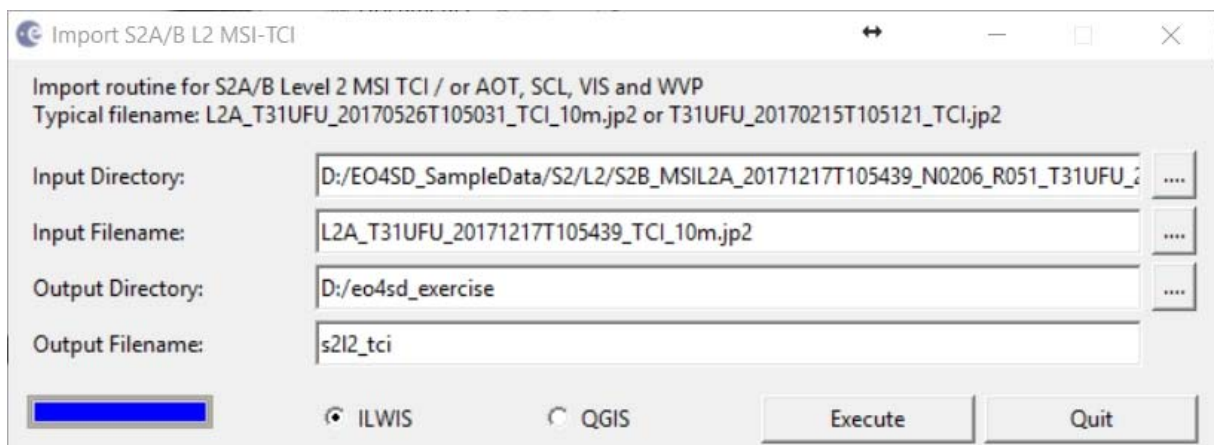 Import S2A/B L2 MSI-TCI
Import routine for S2A/B Level 2 MSI TCI / or AOT, SCL, VIS and WVP
Typical filename: L2A_T31UFU_20170526T105031_TCI_10m.jp2 or T31UFU_20170215T105121_TCI.jp2
Input Directory: D:/EO4SD_SampleData/S2/L2/S2B_MSIL2A_20171217T105439_N0206_R051_T31UFU_2 ....
Input Filename: L2A_T31UFU_20171217T105439_TCI_10m.jp2 ....
Output Directory: D:/eo4sd_exercise ....
Output Filename: s2l2_tci
ILWIS QGIS Execute Quit